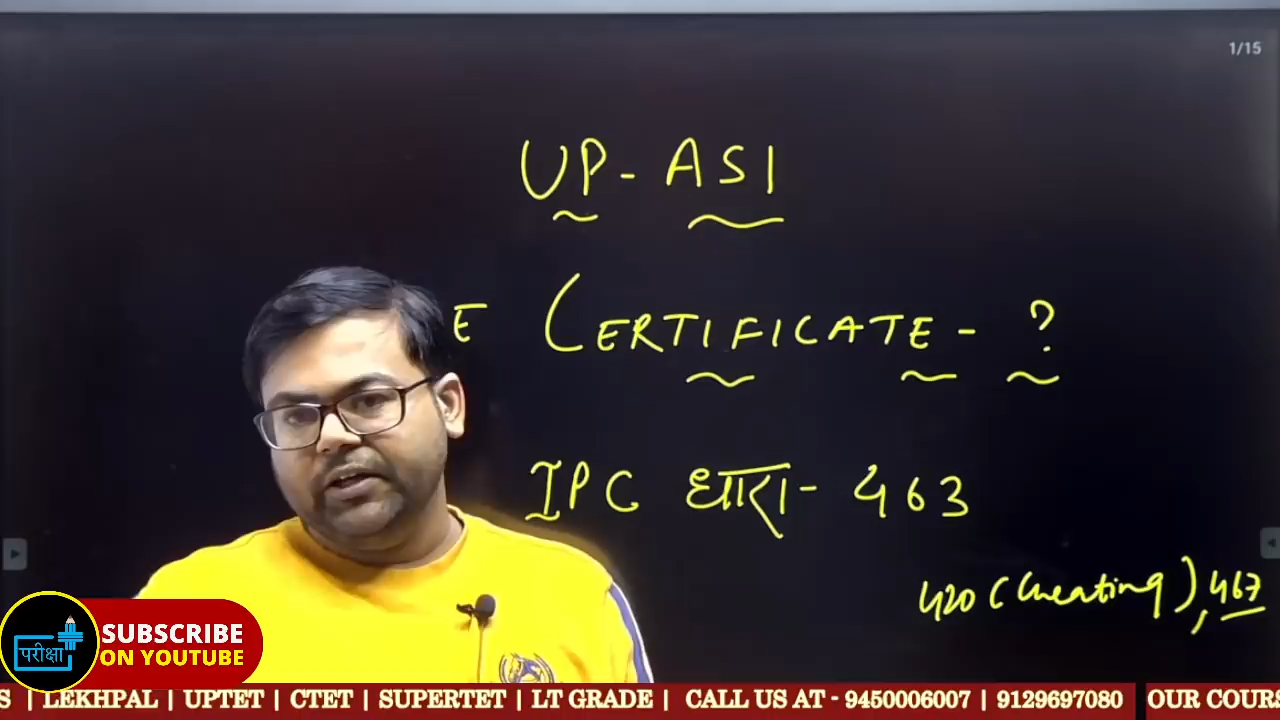 1/15
UP - ASI
E CERTIFICATE - ?
IPC धारा - 463
420 (cheating), 467
परीक्षा
SUBSCRIBE
ON YOUTUBE
S | LEKHPAL | UPTET | CTET | SUPERTET | LT GRADE | CALL US AT - 9450006007 | 9129697080 OUR COURS